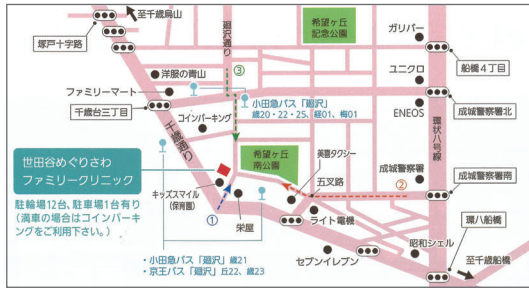 至千歳烏山
塚戸十字路
廻沢通り
希望ヶ丘
記念公園
ガリバー
船橋4丁目
③
洋服の青山
ファミリーマート
ユニクロ
千歳台三丁目
小田急バス「廻沢」
歳20・22・25、経01、梅01
ENEOS
成城警察署北
コインパーキング
千歳通り
環状八号線
世田谷めぐりさわ
ファミリークリニック
希望ヶ丘
南公園
美喜タクシー
成城警察署
成城警察署南
駐輪場12台、駐車場1台有り
(満車の場合はコインパーキ
ングをご利用下さい。)
キッズスマイル
(保育園)
五叉路
②
①
栄屋
ライト電機
環八船橋
昭和シェル
セブンイレブン
至千歳船橋
・小田急バス「廻沢」歳21
・京王バス「廻沢」丘22、歳23